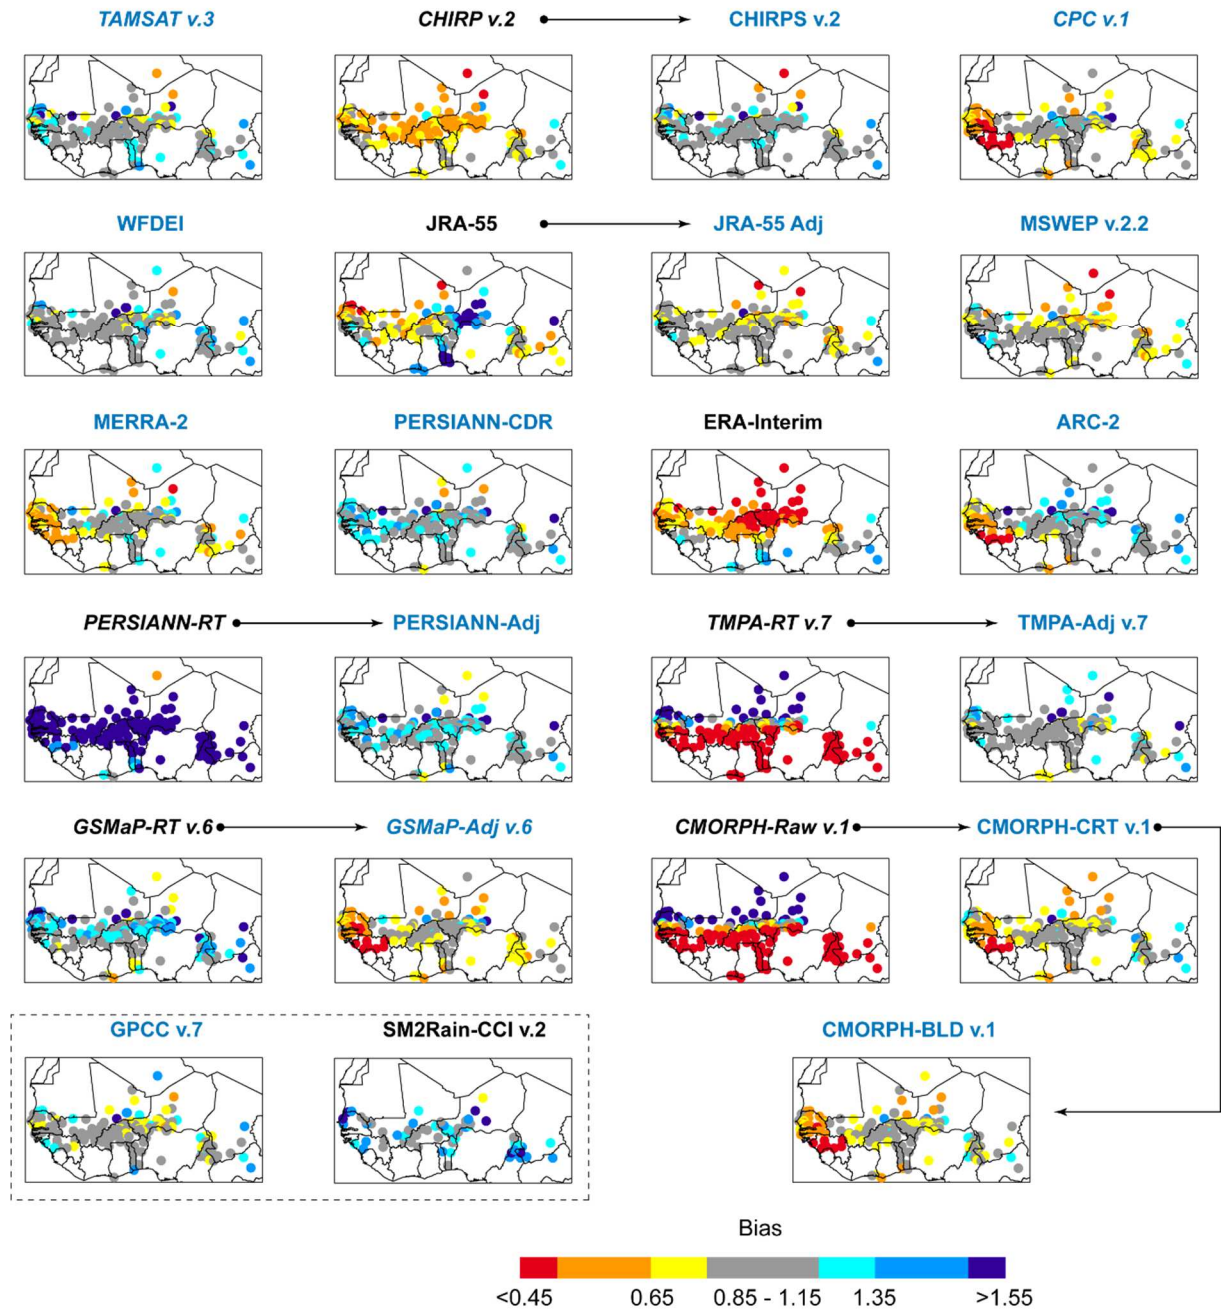 TAMSAT v.3
CHIRP v.2
CHIRPS v.2
CPC v.1
WFDEI
JRA-55
JRA-55 Adj
MSWEP v.2.2
MERRA-2
PERSIANN-CDR
ERA-Interim
ARC-2
PERSIANN-RT
PERSIANN-Adj
TMPA-RT v.7
TMPA-Adj v.7
GSMaP-RT v.6
GSMaP-Adj v.6
CMORPH-Raw v.1
CMORPH-CRT v.1
GPCC v.7
SM2Rain-CCI v.2
CMORPH-BLD v.1
Bias
<0.45 0.65 0.85 - 1.15 1.35 >1.55